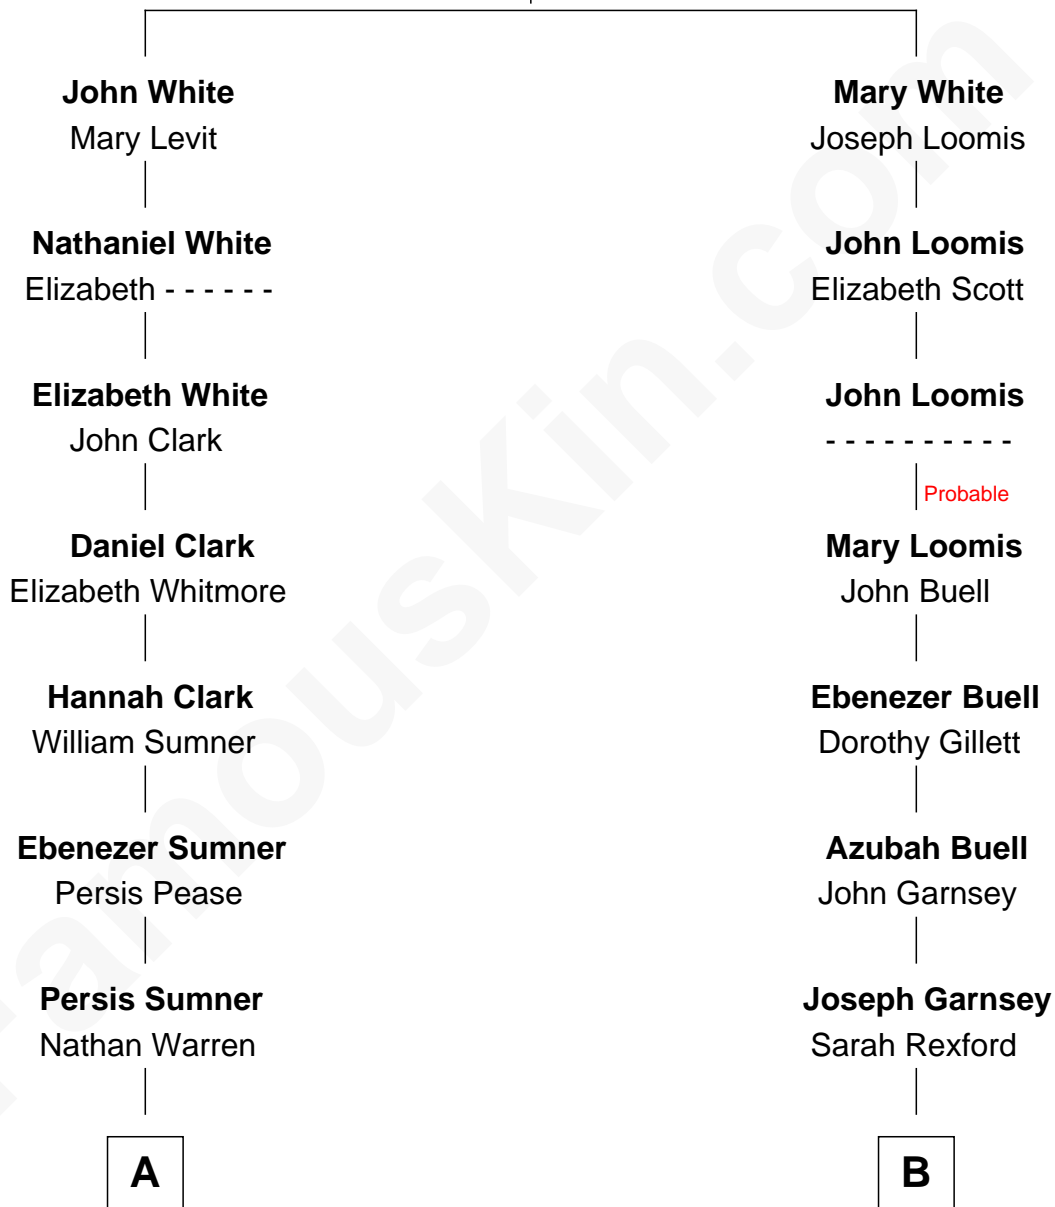 John White
Mary Levit
Mary White
Joseph Loomis
Nathaniel White
Elizabeth - - - - - -
John Loomis
Elizabeth Scott
Elizabeth White
John Clark
John Loomis
- - - - - - - - - -
Probable
Daniel Clark
Elizabeth Whitmore
Mary Loomis
John Buell
Hannah Clark
William Sumner
Ebenezer Buell
Dorothy Gillett
Ebenezer Sumner
Persis Pease
Azubah Buell
John Garnsey
Persis Sumner
Nathan Warren
Joseph Garnsey
Sarah Rexford
A
B
FamousKin.com